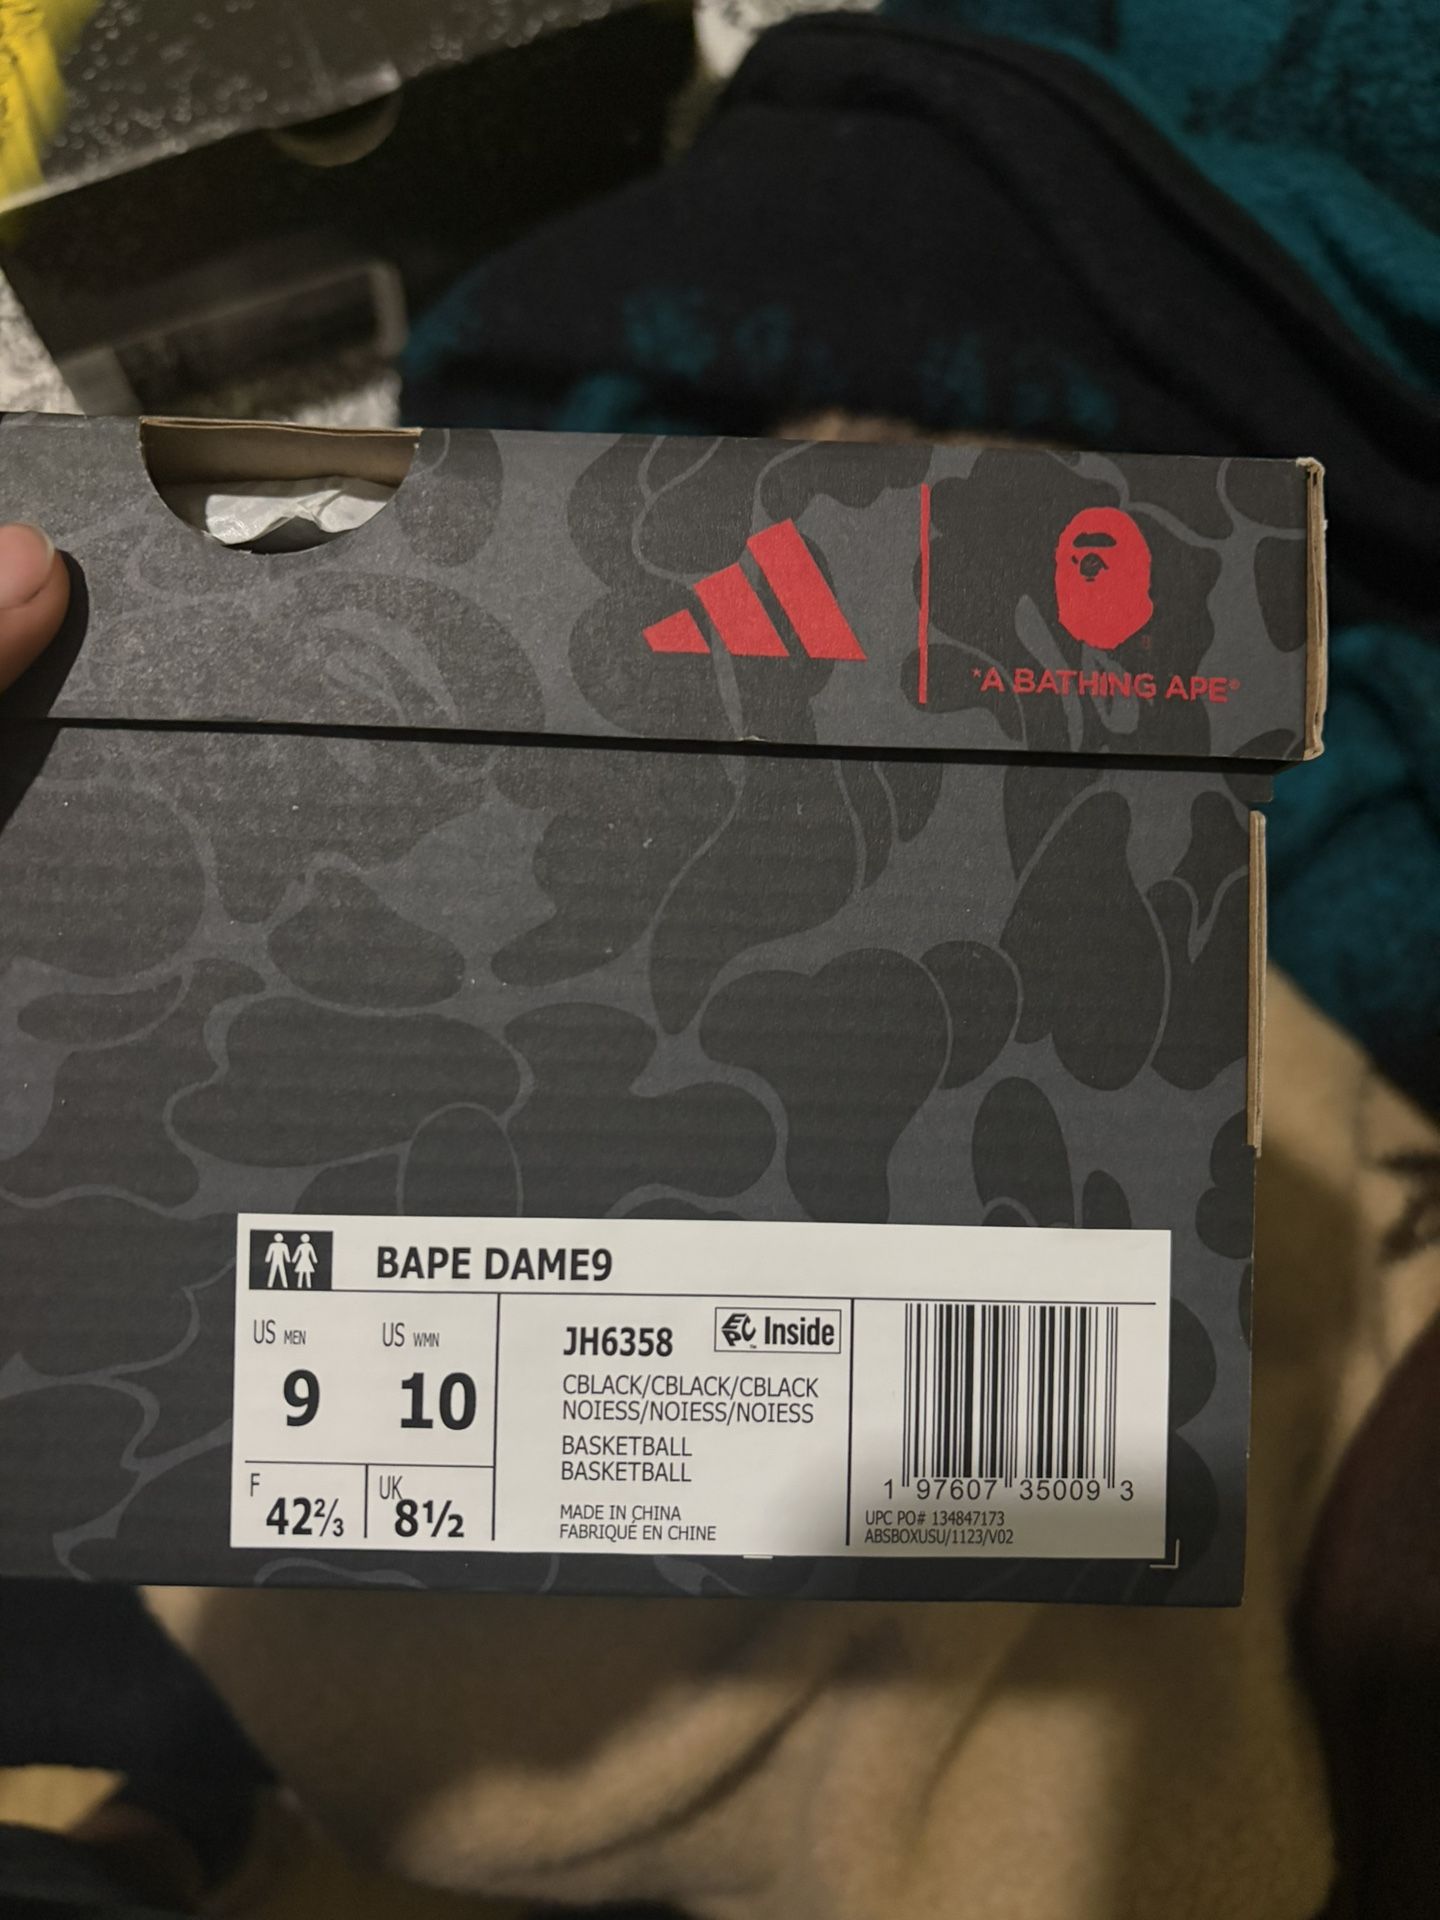 *A BATHING APE®
BAPE DAME9
US MEN
9
US WMN
10
F
42⅔
UK
8½
JH6358
Inside
CBLACK/CBLACK/CBLACK
NOIESS/NOIESS/NOIESS
BASKETBALL
BASKETBALL
MADE IN CHINA
FABRIQUÉ EN CHINE
1 97607 35009 3
UPC PO# 134847173
ABSBOXUSU/1123/V02